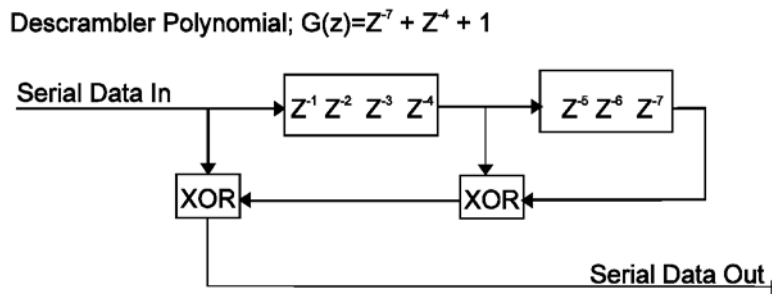 Descrambler Polynomial; G(z)=Z⁻⁷ + Z⁻⁴ + 1
Serial Data In
Z⁻¹ Z⁻² Z⁻³ Z⁻⁴
Z⁻⁵ Z⁻⁶ Z⁻⁷
XOR
XOR
Serial Data Out